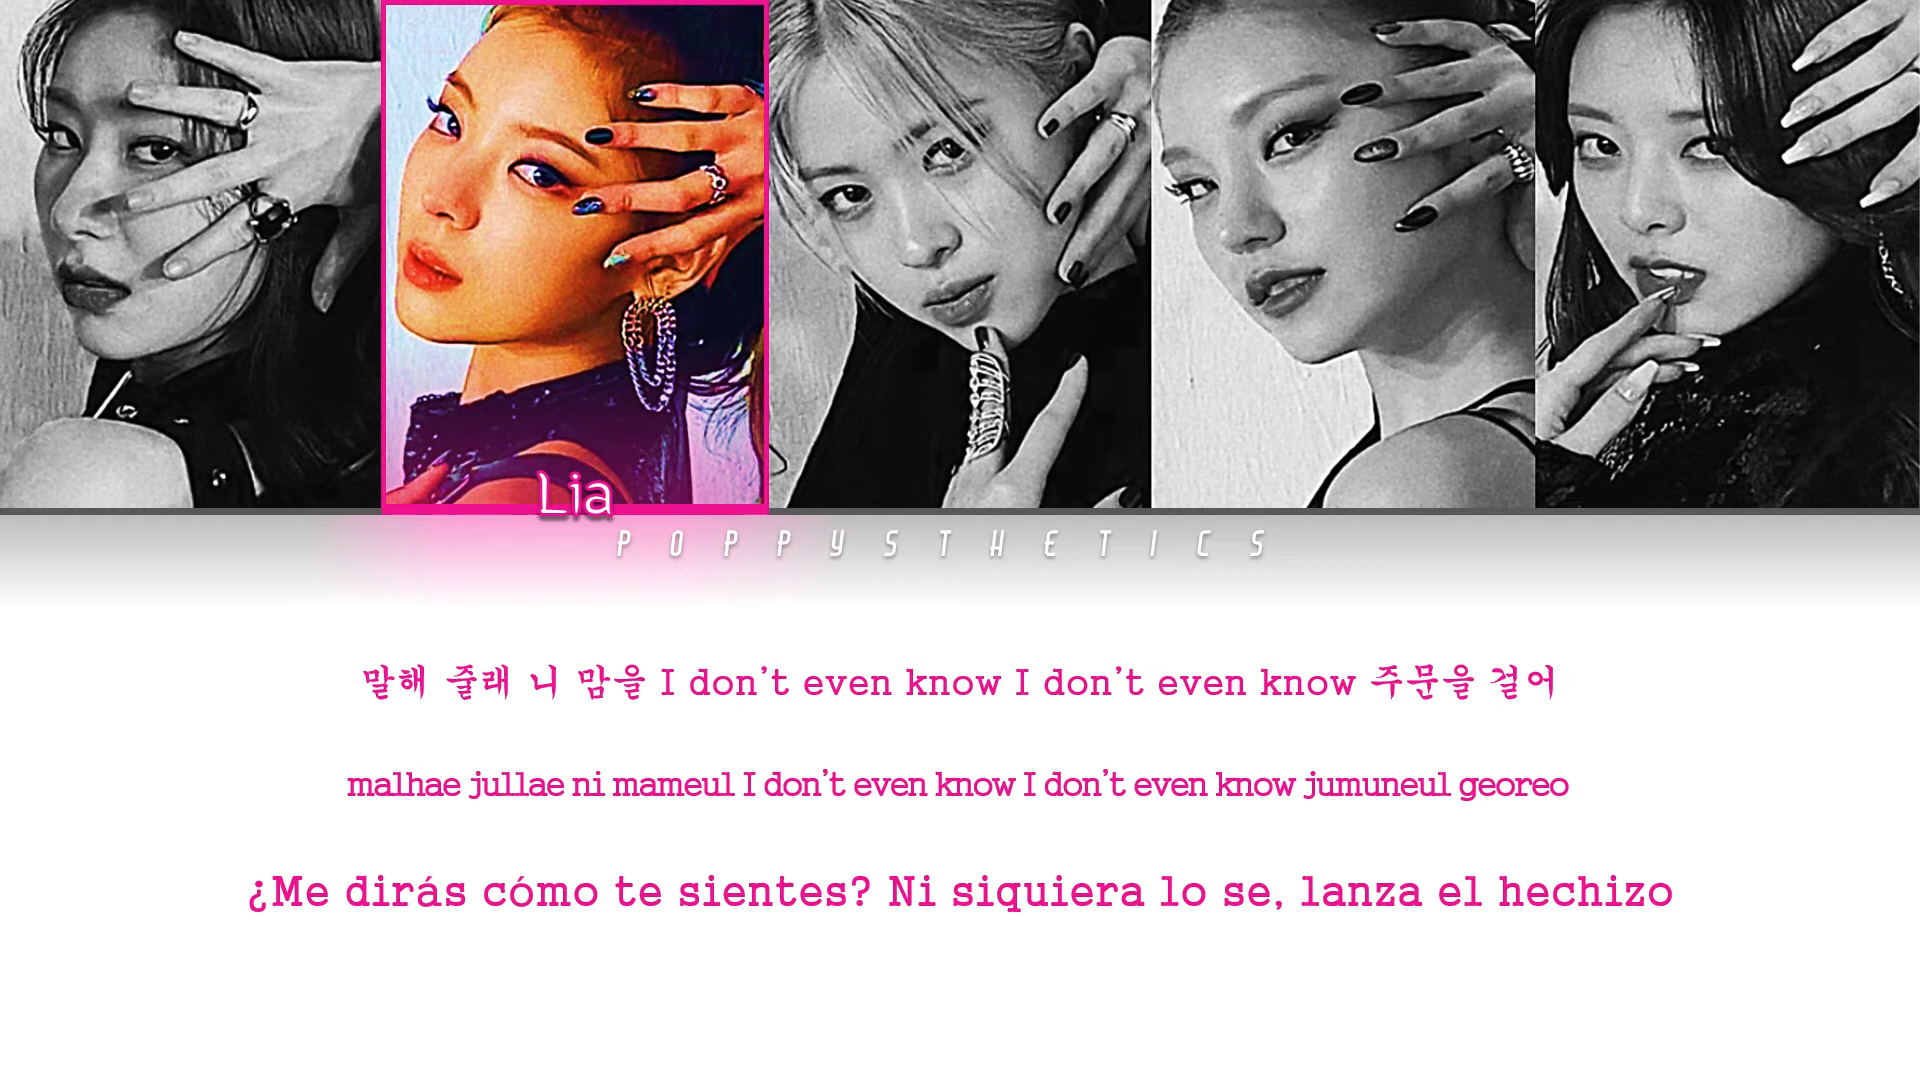 Lia
POPPYSTHETICS
말해 줄래 니 맘을 I don't even know I don't even know 주문을 걸어
malhae jullae ni mameul I don't even know I don't even know jumuneul georeo
¿Me dirás cómo te sientes? Ni siquiera lo se, lanza el hechizo